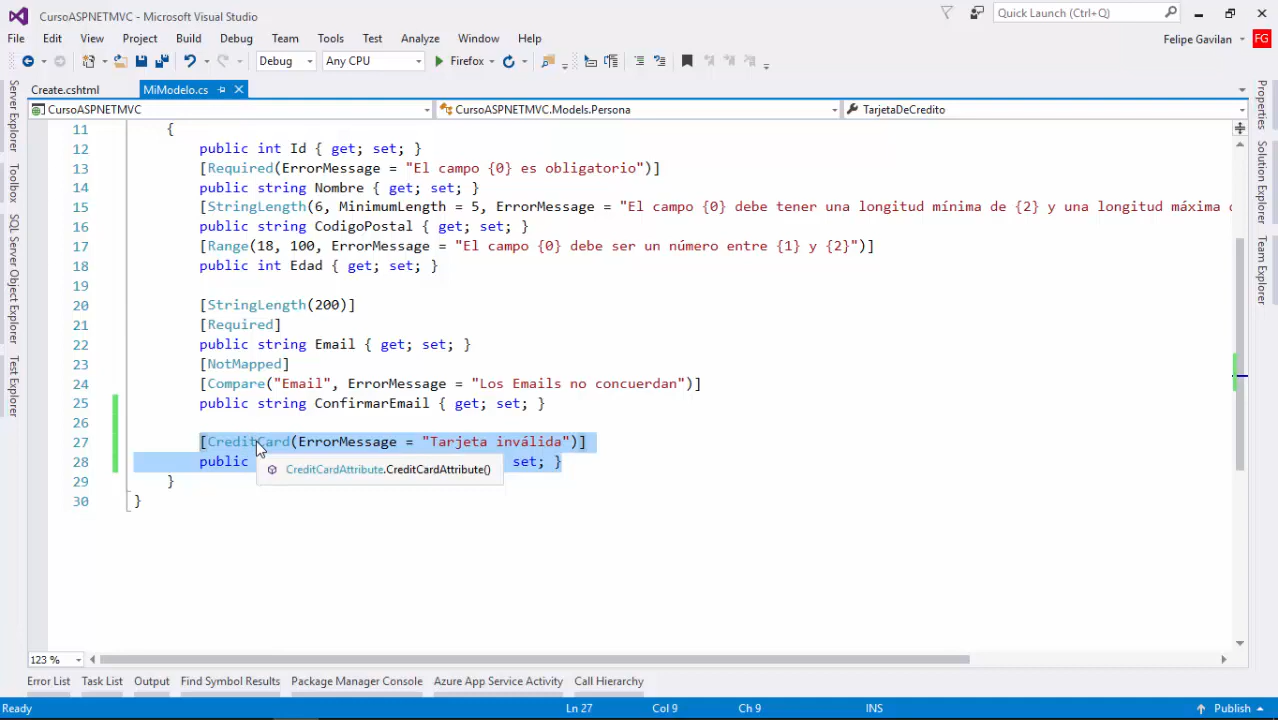 CursoASPNETMVC - Microsoft Visual Studio
Quick Launch (Ctrl+Q)
File Edit View Project Build Debug Team Tools Test Analyze Window Help
Felipe Gavilan FG
Debug Any CPU Firefox
Create.cshtml MiModelo.cs
CursoASPNETMVC CursoASPNETMVC.Models.Persona TarjetaDeCredito
Server Explorer
Toolbox
SQL Server Object Explorer
Test Explorer
11 {
12 public int Id { get; set; }
13 [Required(ErrorMessage = "El campo {0} es obligatorio")]
14 public string Nombre { get; set; }
15 [StringLength(6, MinimumLength = 5, ErrorMessage = "El campo {0} debe tener una longitud mínima de {2} y una longitud máxima
16 public string CodigoPostal { get; set; }
17 [Range(18, 100, ErrorMessage = "El campo {0} debe ser un número entre {1} y {2}")]
18 public int Edad { get; set; }
19
20 [StringLength(200)]
21 [Required]
22 public string Email { get; set; }
23 [NotMapped]
24 [Compare("Email", ErrorMessage = "Los Emails no concuerdan")]
25 public string ConfirmarEmail { get; set; }
26
27 [CreditCard(ErrorMessage = "Tarjeta inválida")]
28 public set; }
CreditCardAttribute.CreditCardAttribute()
29 }
30 }
Properties
Solution Explorer
Team Explorer
123 %
Error List Task List Output Find Symbol Results Package Manager Console Azure App Service Activity Call Hierarchy
Ready Ln 27 Col 9 Ch 9 INS Publish